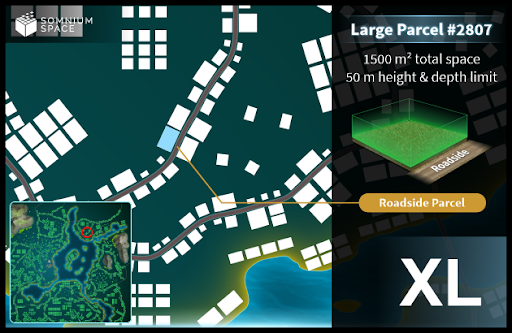 SOMNIUM
SPACE
Large Parcel #2807
1500 m² total space
50 m height & depth limit
Roadside
Roadside Parcel
XL